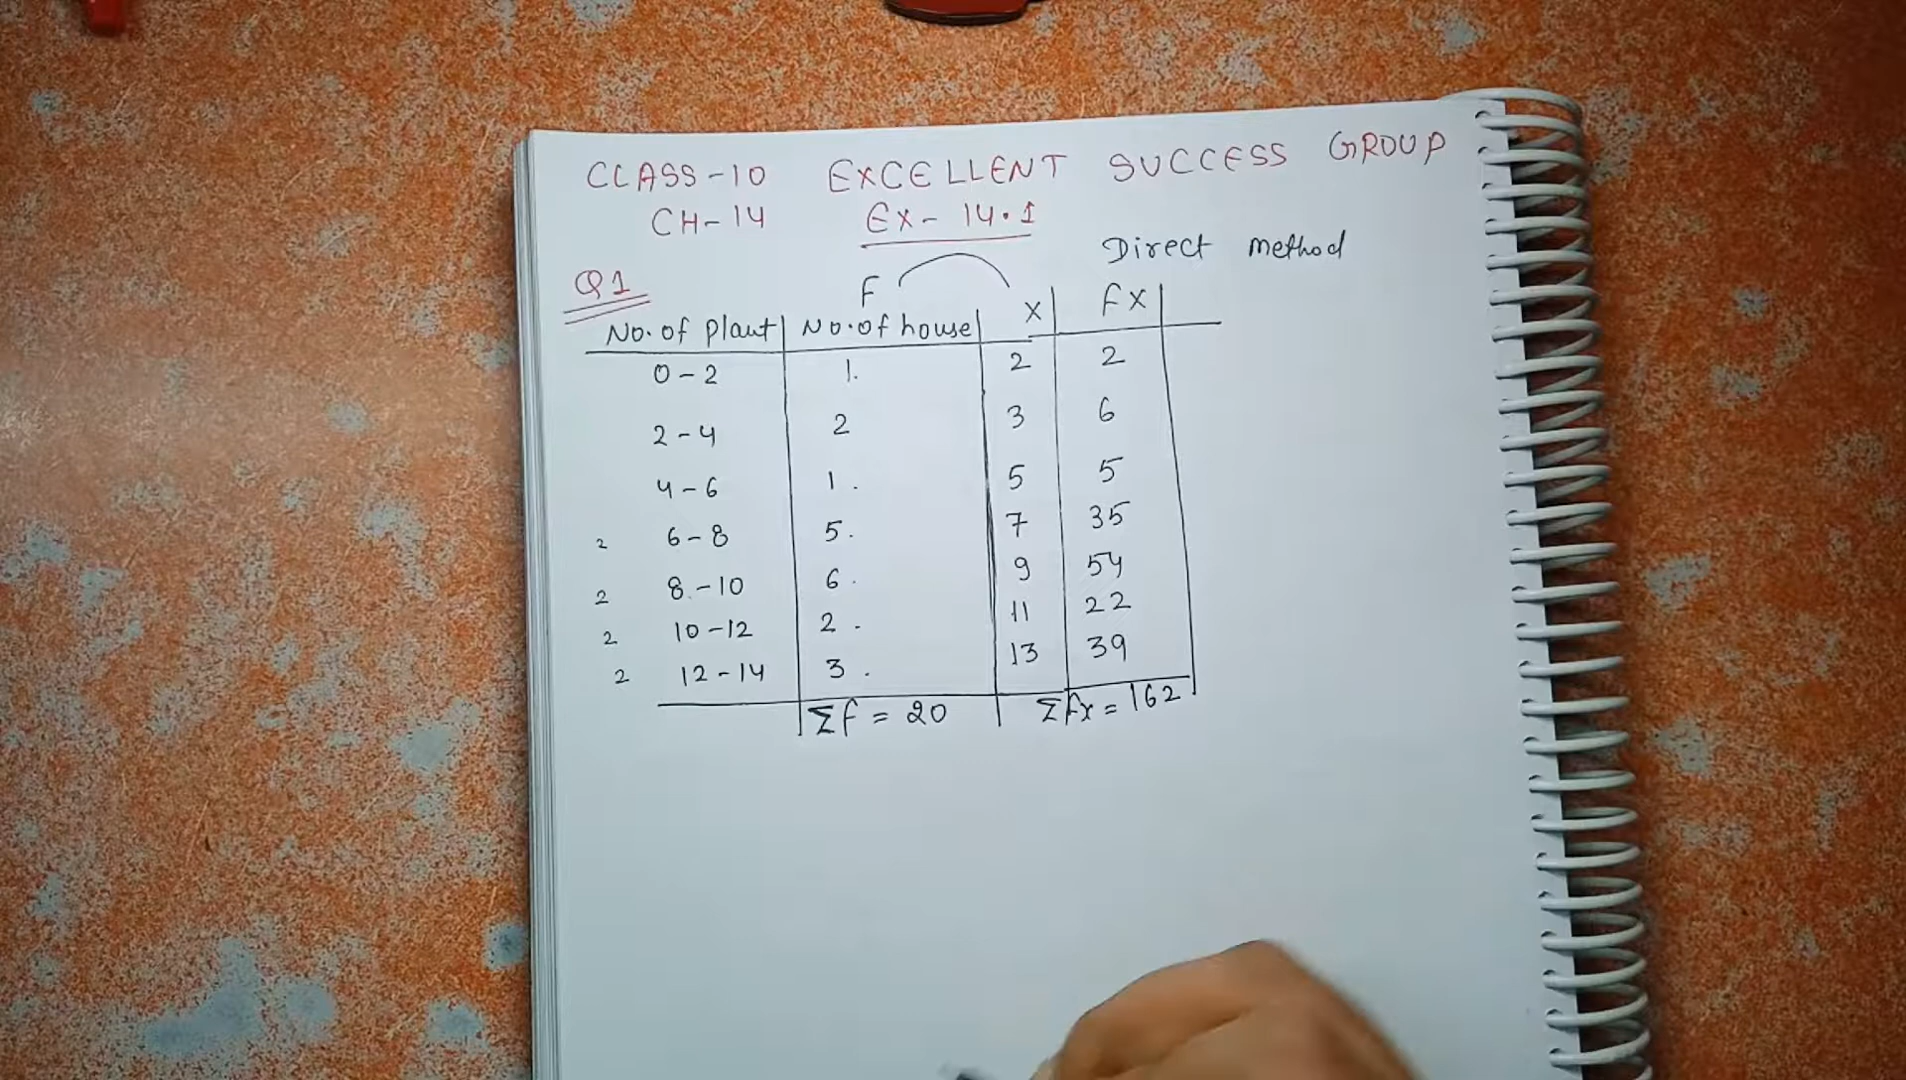 CLASS-10 EXCELLENT SUCCESS GROUP
CH-14 EX-14.1
Direct method
Q1
F
No. of plant No. of house X FX
0-2 1. 2 2
2-4 2 3 6
4-6 1. 5 5
2 6-8 5. 7 35
2 8.-10 6. 9 54
2 10-12 2. 11 22
2 12-14 3. 13 39
Σf = 20 Σfx = 162